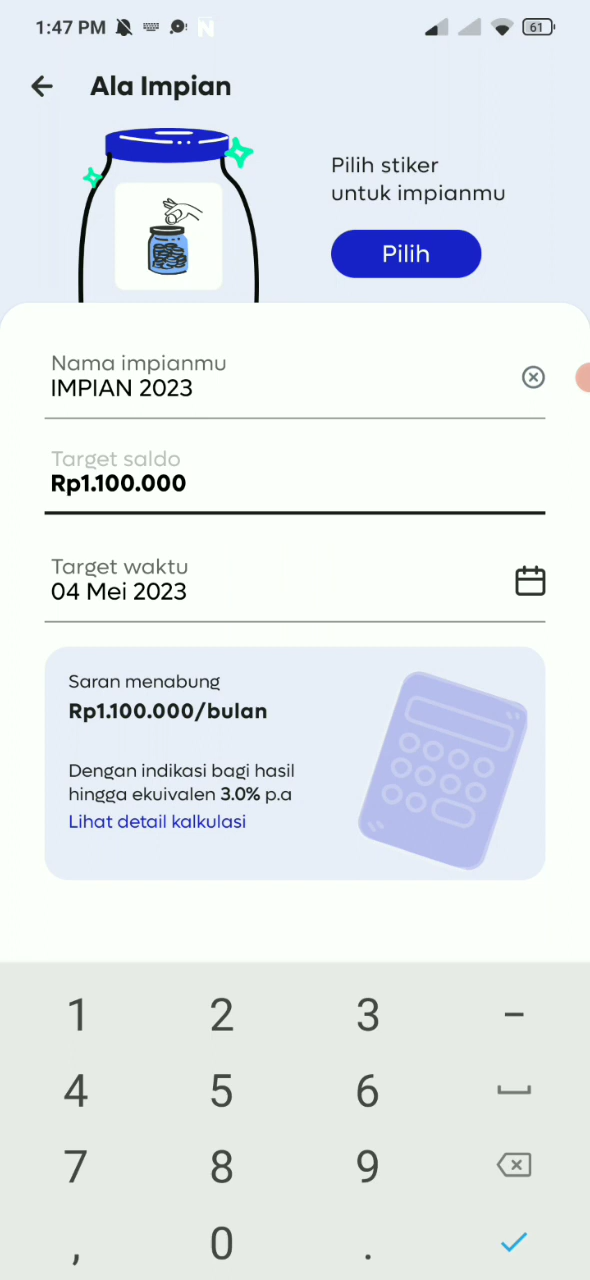 1:47 PM
61
Ala Impian
Pilih stiker
untuk impianmu
Pilih
Nama impianmu
IMPIAN 2023
Target saldo
Rp1.100.000
Target waktu
04 Mei 2023
Saran menabung
Rp1.100.000/bulan
Dengan indikasi bagi hasil
hingga ekuivalen 3.0% p.a
Lihat detail kalkulasi
1 2 3 -
4 5 6
7 8 9
, 0 .